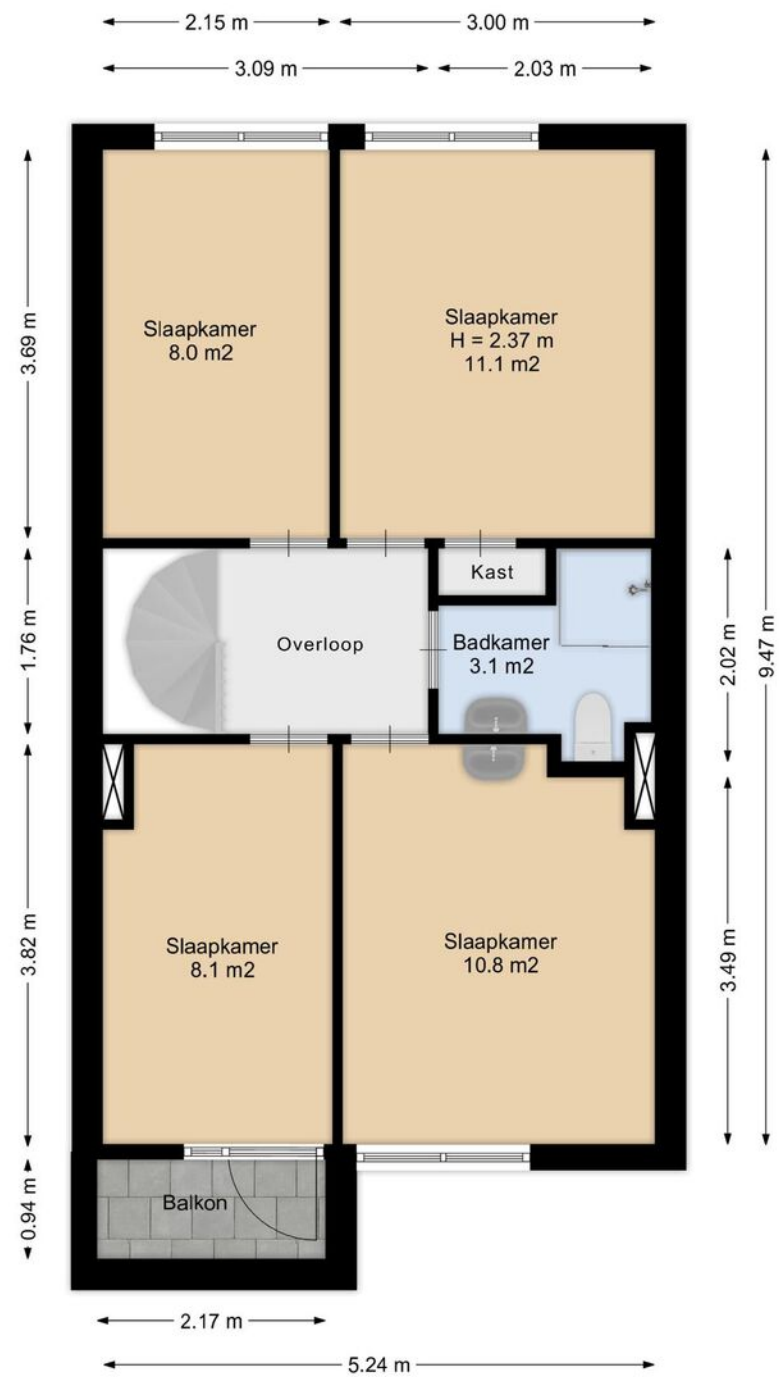 2.15 m
3.00 m
3.09 m
2.03 m
Slaapkamer
8.0 m2
Slaapkamer
H = 2.37 m
11.1 m2
3.69 m
Kast
Overloop
Badkamer
3.1 m2
1.76 m
2.02 m
9.47 m
Slaapkamer
8.1 m2
Slaapkamer
10.8 m2
3.82 m
3.49 m
Balkon
0.94 m
2.17 m
5.24 m